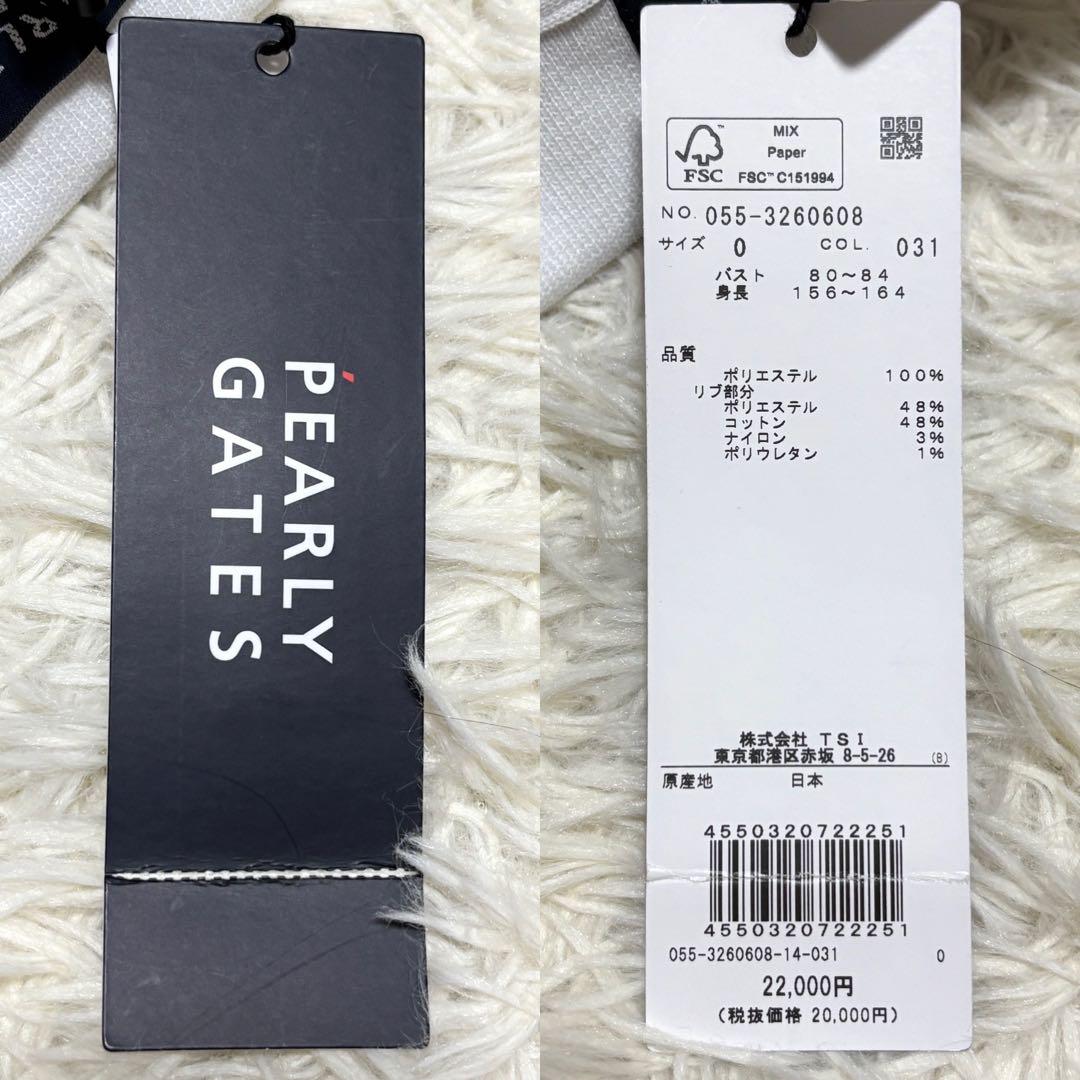 PEARLY
GATES
FSC™
MIX
Paper
FSC™ C151994
NO. 055-3260608
サイズ 0 COL. 031
バスト 80～84
身長 156～164
品質
ポリエステル 100%
リブ部分
ポリエステル 48%
コットン 48%
ナイロン 3%
ポリウレタン 1%
株式会社 TSI
東京都港区赤坂 8-5-26 (B)
原産地 日本
4550320722251
4550320722251
055-3260608-14-031 0
22,000円
(税抜価格 20,000円)